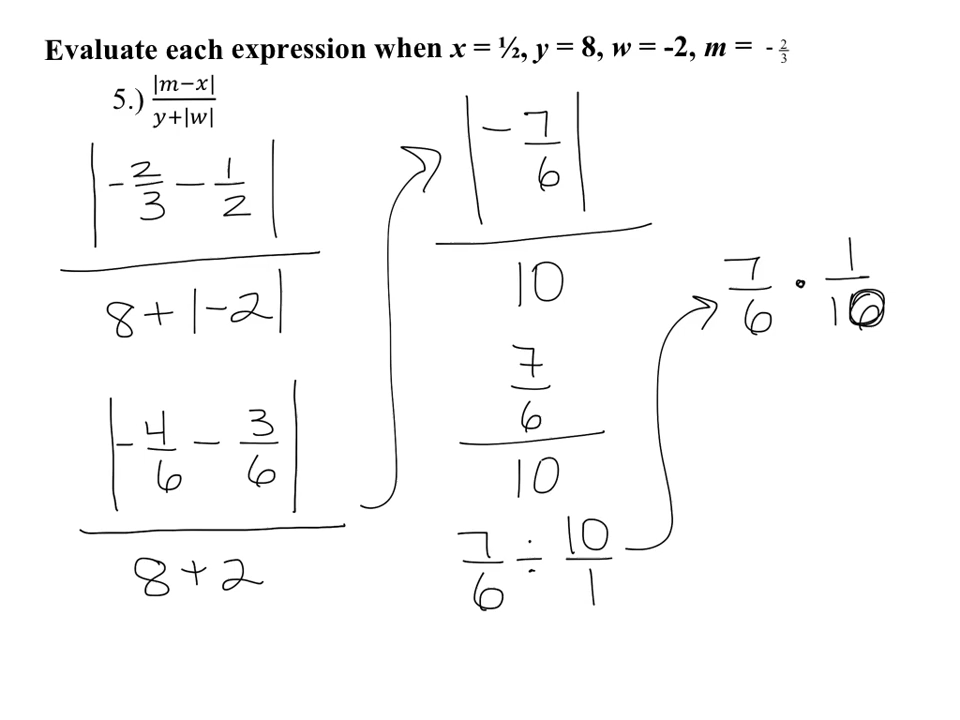 Evaluate each expression when x = ½, y = 8, w = -2, m = - 2/3
5.) |m−x| / y+|w|
|- 2/3 - 1/2|
8 + |-2|
|- 4/6 - 3/6|
8 + 2
|- 7/6|
10
7/6
10
7/6 ÷ 10/1
7/6 · 1/10